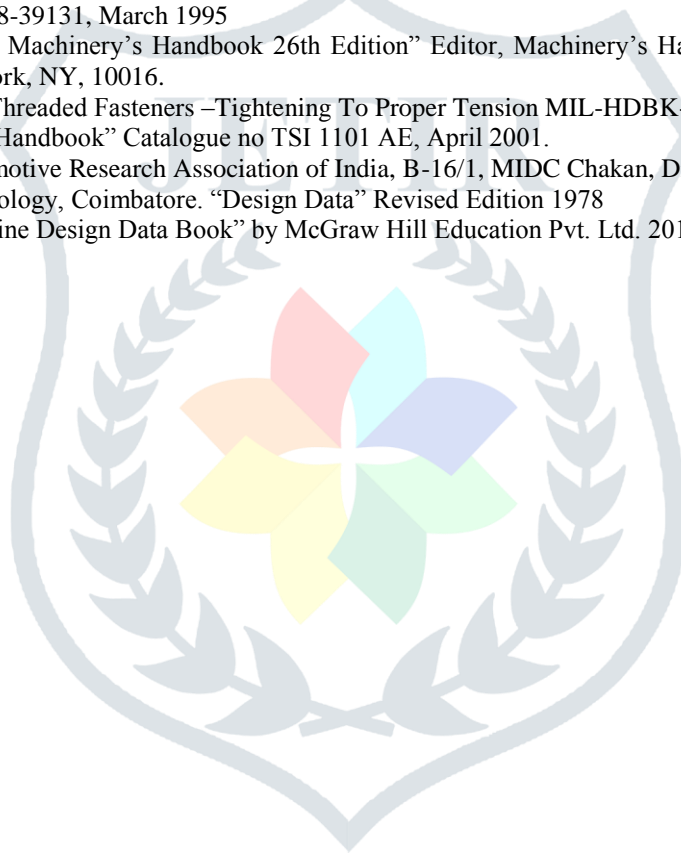 8-39131, March 1995
Machinery’s Handbook 26th Edition” Editor, Machinery’s Ha
ork, NY, 10016.
Threaded Fasteners –Tightening To Proper Tension MIL-HDBK-
Handbook” Catalogue no TSI 1101 AE, April 2001.
motive Research Association of India, B-16/1, MIDC Chakan, D
ology, Coimbatore. “Design Data” Revised Edition 1978
ine Design Data Book” by McGraw Hill Education Pvt. Ltd. 201
JETIR